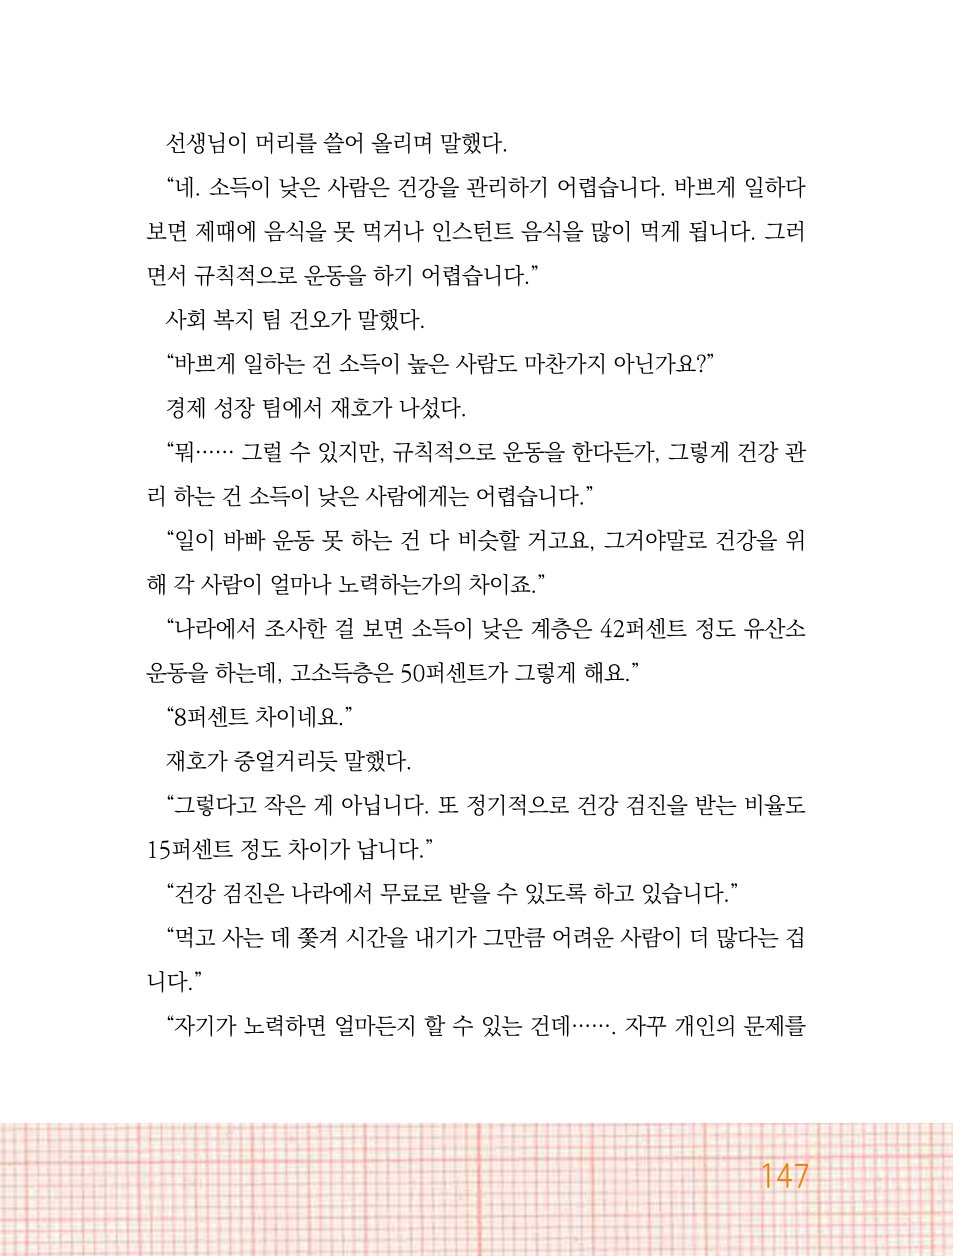 선생님이 머리를 쓸어 올리며 말했다.
“네. 소득이 낮은 사람은 건강을 관리하기 어렵습니다. 바쁘게 일하다
보면 제때에 음식을 못 먹거나 인스턴트 음식을 많이 먹게 됩니다. 그러
면서 규칙적으로 운동을 하기 어렵습니다.”
사회 복지 팀 건오가 말했다.
“바쁘게 일하는 건 소득이 높은 사람도 마찬가지 아닌가요?”
경제 성장 팀에서 재호가 나섰다.
“뭐…… 그럴 수 있지만, 규칙적으로 운동을 한다든가, 그렇게 건강 관
리 하는 건 소득이 낮은 사람에게는 어렵습니다.”
“일이 바빠 운동 못 하는 건 다 비슷할 거고요, 그거야말로 건강을 위
해 각 사람이 얼마나 노력하는가의 차이죠.”
“나라에서 조사한 걸 보면 소득이 낮은 계층은 42퍼센트 정도 유산소
운동을 하는데, 고소득층은 50퍼센트가 그렇게 해요.”
“8퍼센트 차이네요.”
재호가 중얼거리듯 말했다.
“그렇다고 작은 게 아닙니다. 또 정기적으로 건강 검진을 받는 비율도
15퍼센트 정도 차이가 납니다.”
“건강 검진은 나라에서 무료로 받을 수 있도록 하고 있습니다.”
“먹고 사는 데 쫓겨 시간을 내기가 그만큼 어려운 사람이 더 많다는 겁
니다.”
“자기가 노력하면 얼마든지 할 수 있는 건데……. 자꾸 개인의 문제를
147